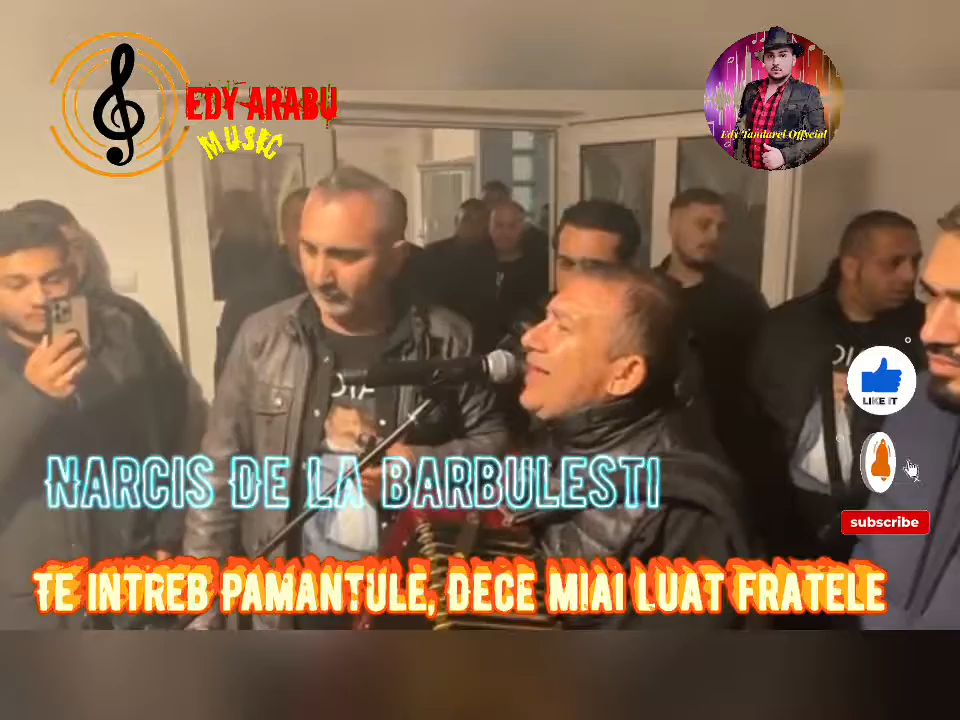 EDY ARABU
MUSIC
Edy Tandarei Offycial
LIKE IT
subscribe
NARCIS DE LA BARBULESTI
TE INTREB PAMANTULE, DECE MIAI LUAT FRATELE